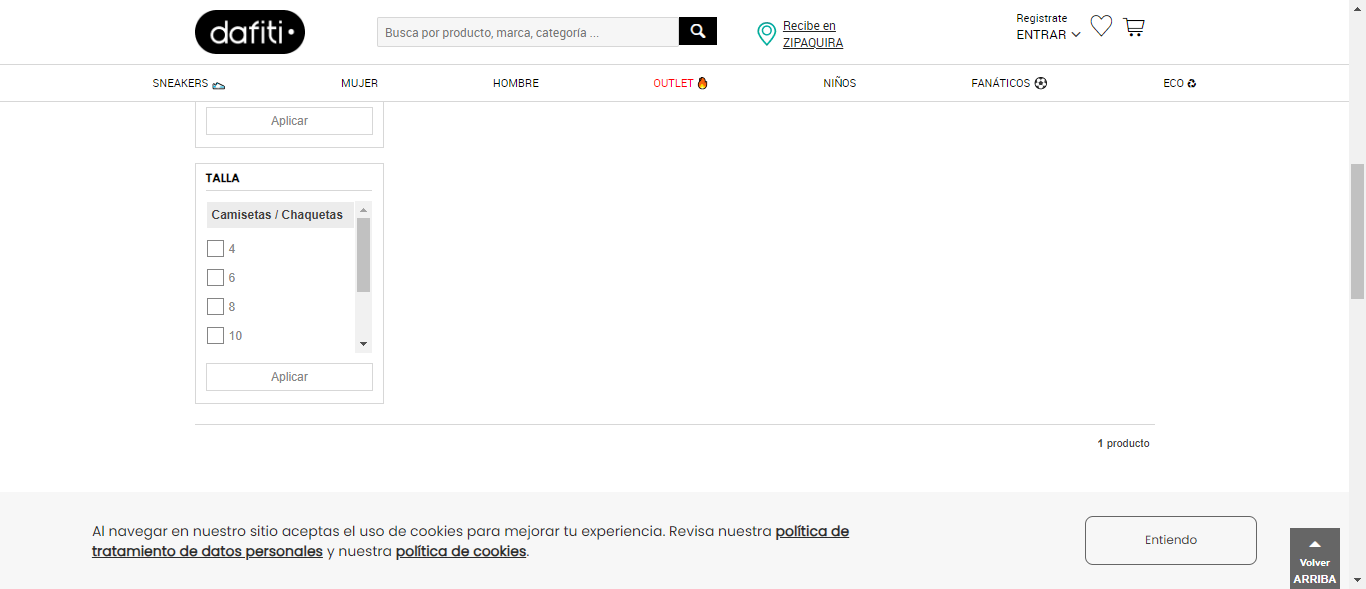 dafiti
Busca por producto, marca, categoría ...
Recibe en
ZIPAQUIRA
Registrate
ENTRAR
SNEAKERS
MUJER
HOMBRE
OUTLET
NIÑOS
FANÁTICOS
ECO
Aplicar
TALLA
Camisetas / Chaquetas
4
6
8
10
Aplicar
1 producto
Al navegar en nuestro sitio aceptas el uso de cookies para mejorar tu experiencia. Revisa nuestra política de
tratamiento de datos personales y nuestra política de cookies.
Entiendo
Volver
ARRIBA